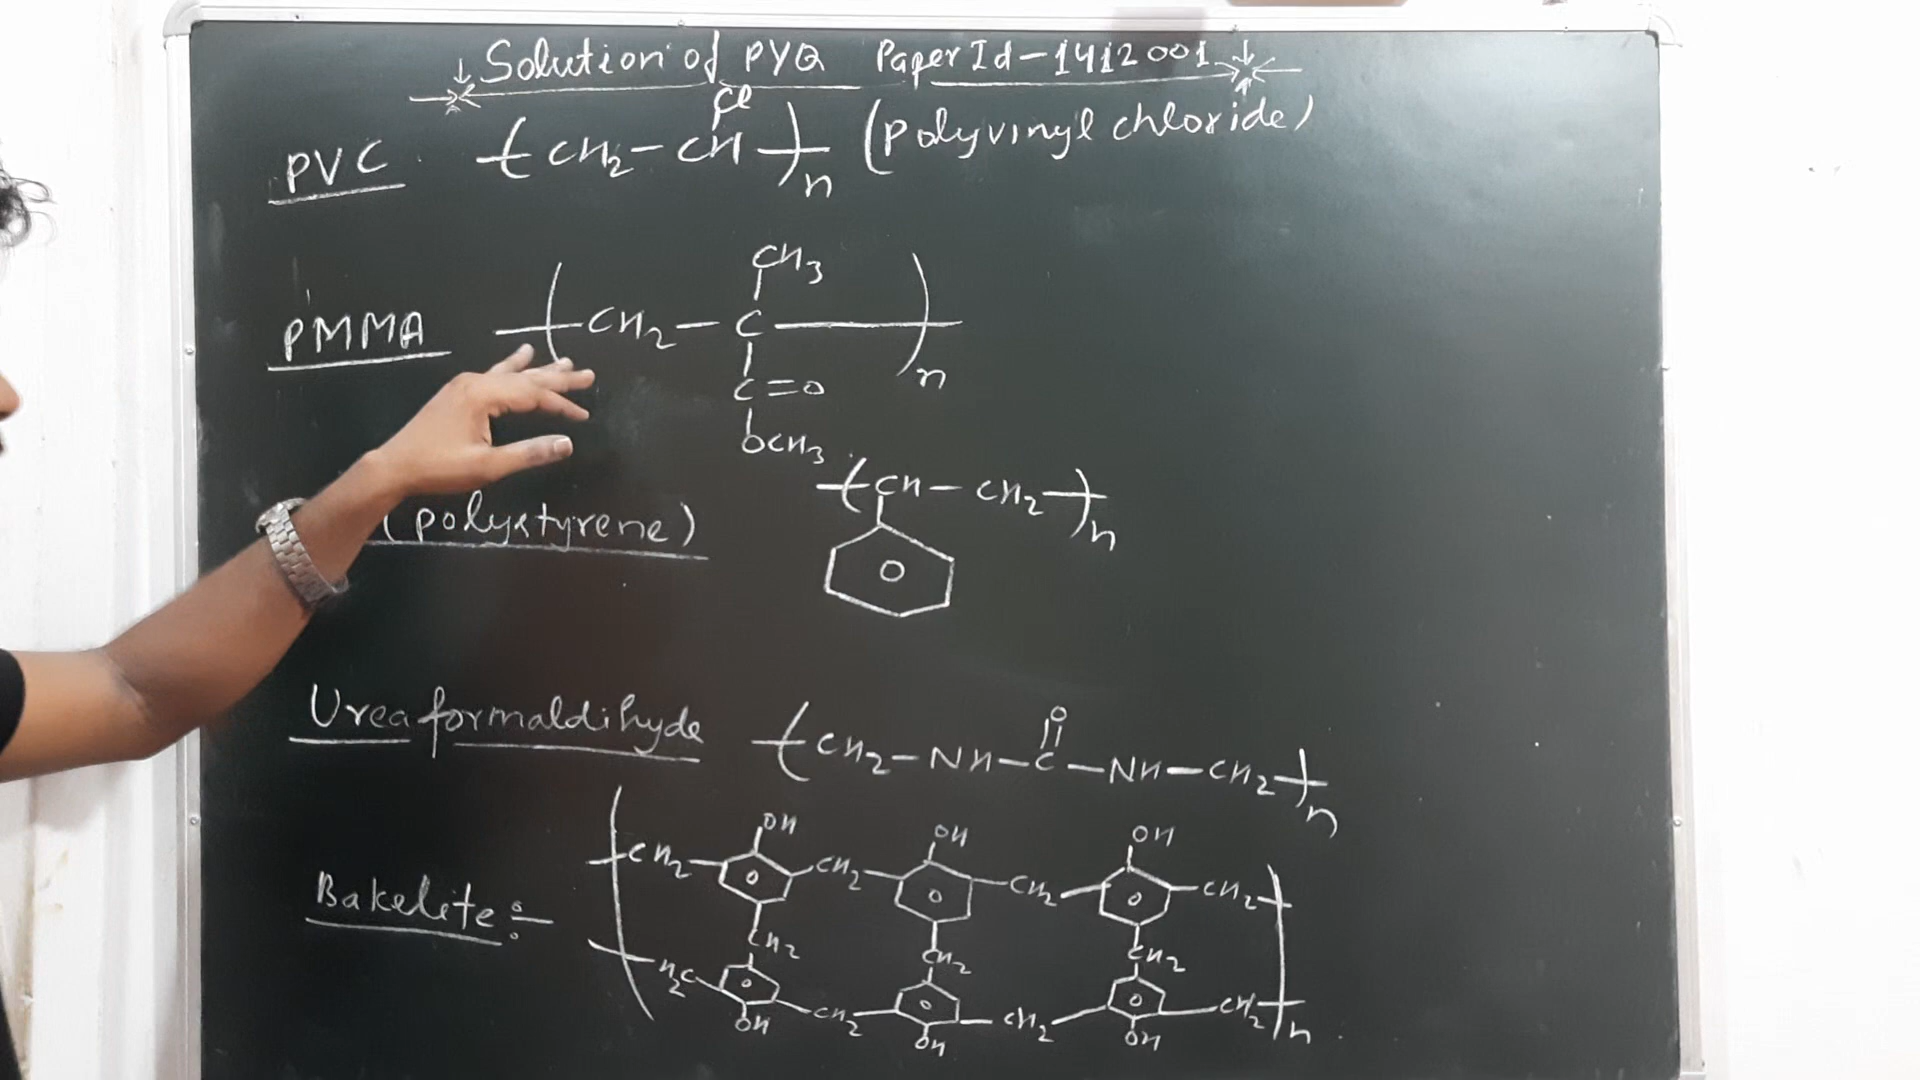 Solution of PYQ Paper Id-1412001
Cl
PVC (CH2-CH)n (Polyvinyl chloride)
CH3
PMMA (CH2-C)n
C=O
OCH3
(polystyrene) (CH-CH2)n
Urea formaldihyde (CH2-NH-C-NH-CH2)n
O
OH OH OH
CH2 CH2 CH2 CH2
Bakelite:-
CH2 CH2 CH2
H2C CH2 CH2 CH2 n
OH OH OH